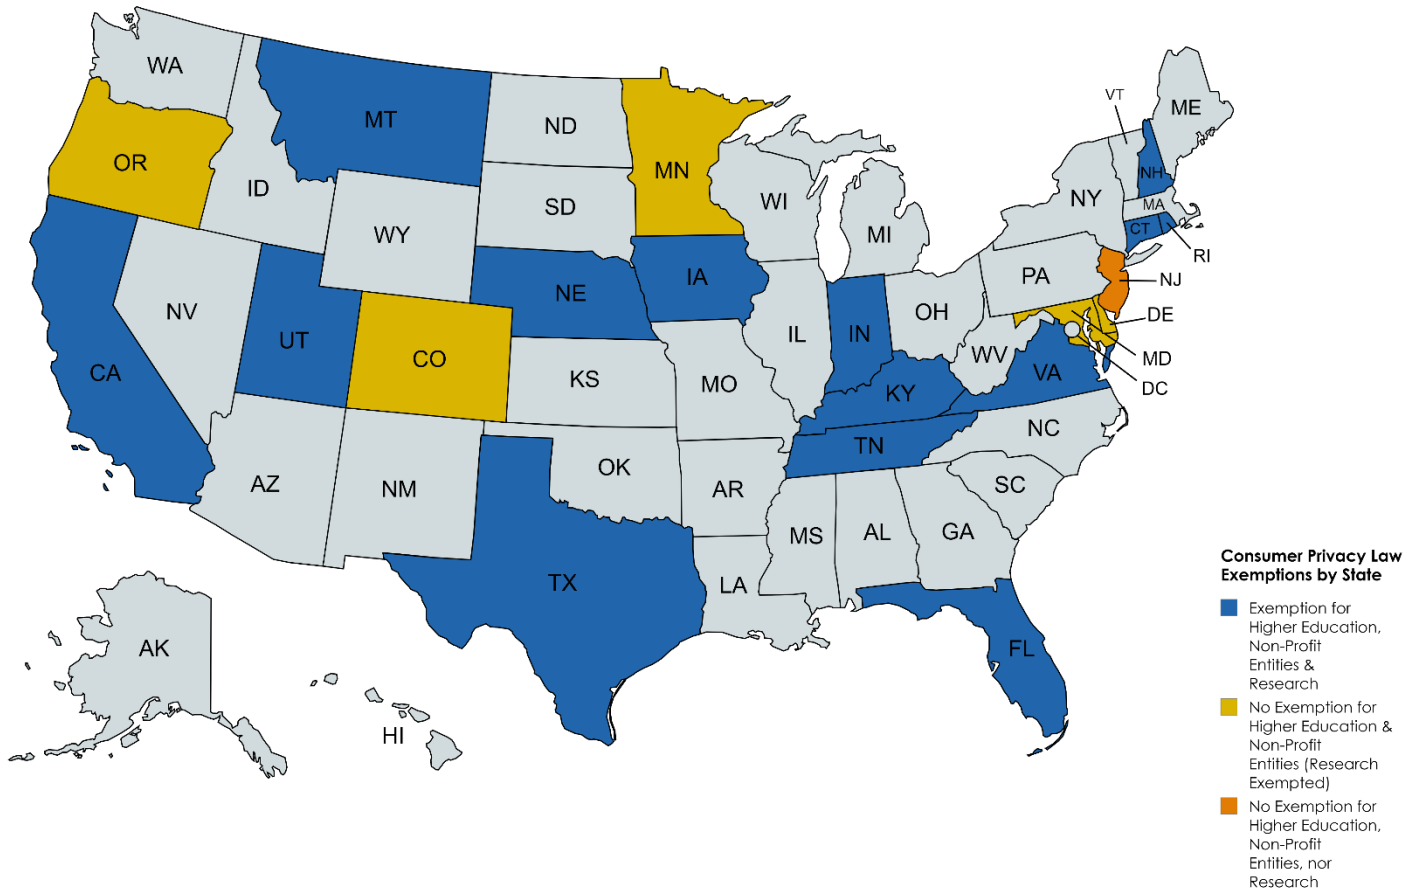 WA
OR
CA
NV
ID
MT
WY
UT
CO
AZ
NM
ND
SD
NE
KS
OK
TX
MN
IA
MO
AR
LA
WI
IL
MI
IN
OH
KY
TN
MS
AL
GA
FL
SC
NC
VA
WV
PA
NY
VT
ME
NH
MA
CT
RI
NJ
DE
MD
DC
AK
HI
Consumer Privacy Law
Exemptions by State
Exemption for
Higher Education,
Non-Profit
Entities &
Research
No Exemption for
Higher Education &
Non-Profit
Entities (Research
Exempted)
No Exemption for
Higher Education,
Non-Profit
Entities, nor
Research